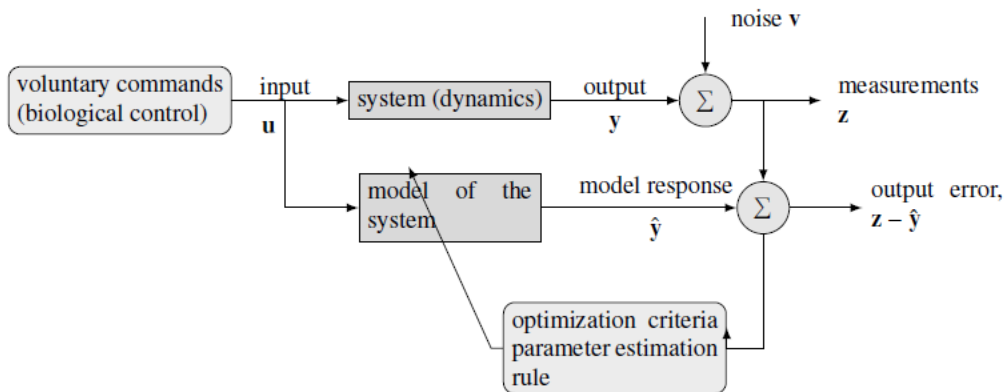 noise v
voluntary commands
(biological control)
input
u
system (dynamics)
output
y
Σ
measurements
z
model of the
system
model response
ŷ
Σ
output error,
z − ŷ
optimization criteria
parameter estimation
rule